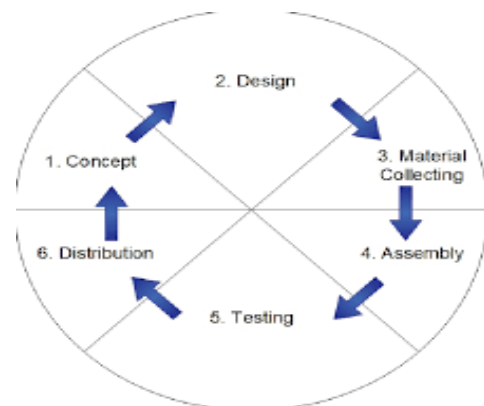 2. Design
1. Concept
3. Material
Collecting
6. Distribution
4. Assembly
5. Testing